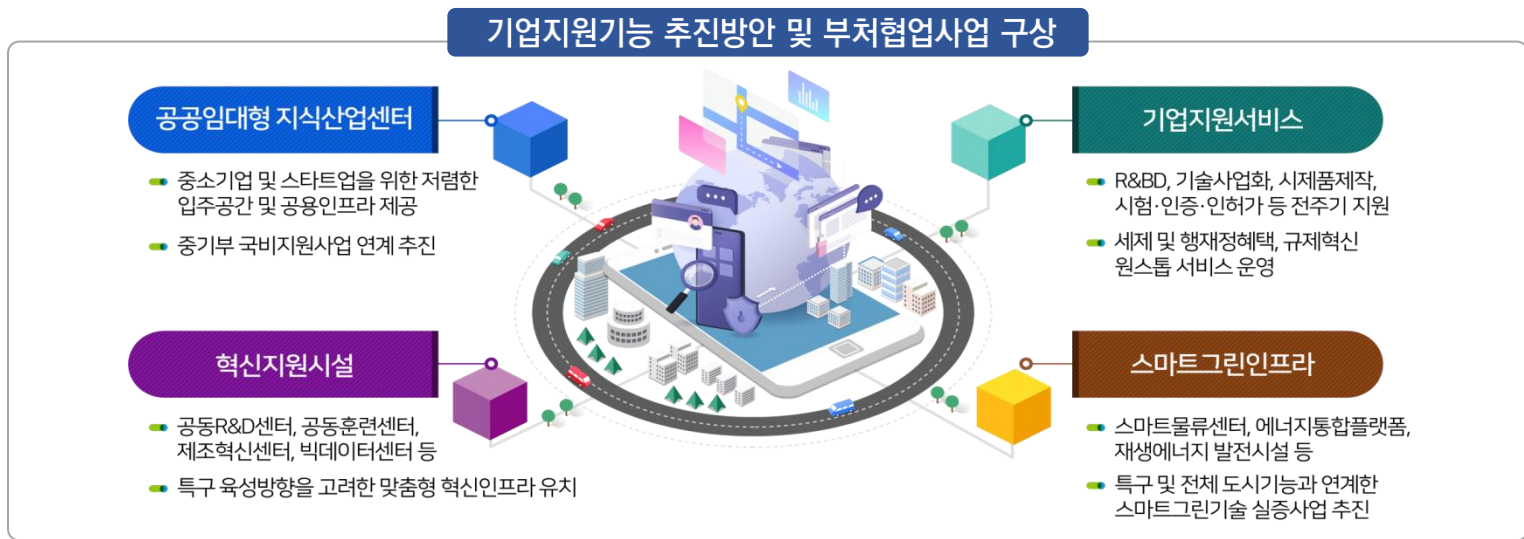 기업지원기능 추진방안 및 부처협업사업 구상
공공임대형 지식산업센터
중소기업 및 스타트업을 위한 저렴한
입주공간 및 공용인프라 제공
중기부 국비지원사업 연계 추진
기업지원서비스
R&BD, 기술사업화, 시제품제작,
시험·인증·인허가 등 전주기 지원
세제 및 행재정혜택, 규제혁신
원스톱 서비스 운영
혁신지원시설
공동R&D센터, 공동훈련센터,
제조혁신센터, 빅데이터센터 등
특구 육성방향을 고려한 맞춤형 혁신인프라 유치
스마트그린인프라
스마트물류센터, 에너지통합플랫폼,
재생에너지 발전시설 등
특구 및 전체 도시기능과 연계한
스마트그린기술 실증사업 추진